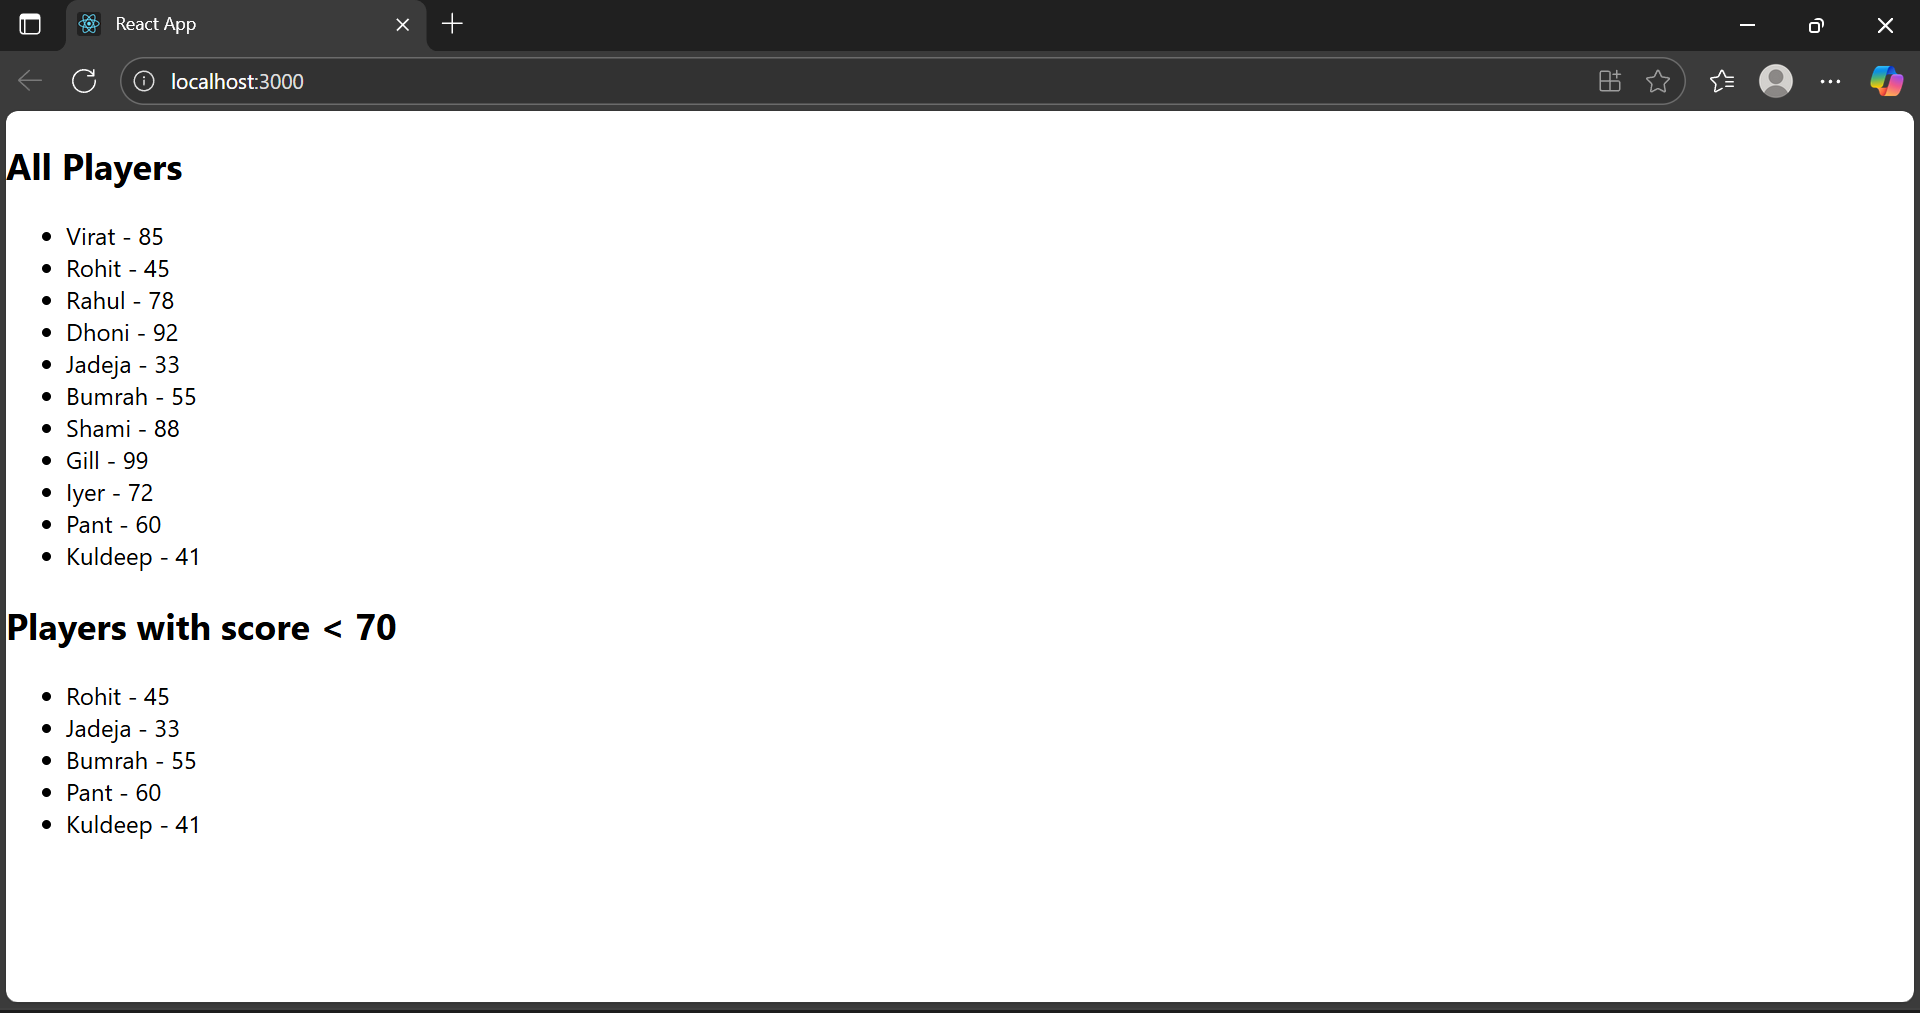 React App
localhost:3000
All Players
• Virat - 85
• Rohit - 45
• Rahul - 78
• Dhoni - 92
• Jadeja - 33
• Bumrah - 55
• Shami - 88
• Gill - 99
• Iyer - 72
• Pant - 60
• Kuldeep - 41
Players with score < 70
• Rohit - 45
• Jadeja - 33
• Bumrah - 55
• Pant - 60
• Kuldeep - 41